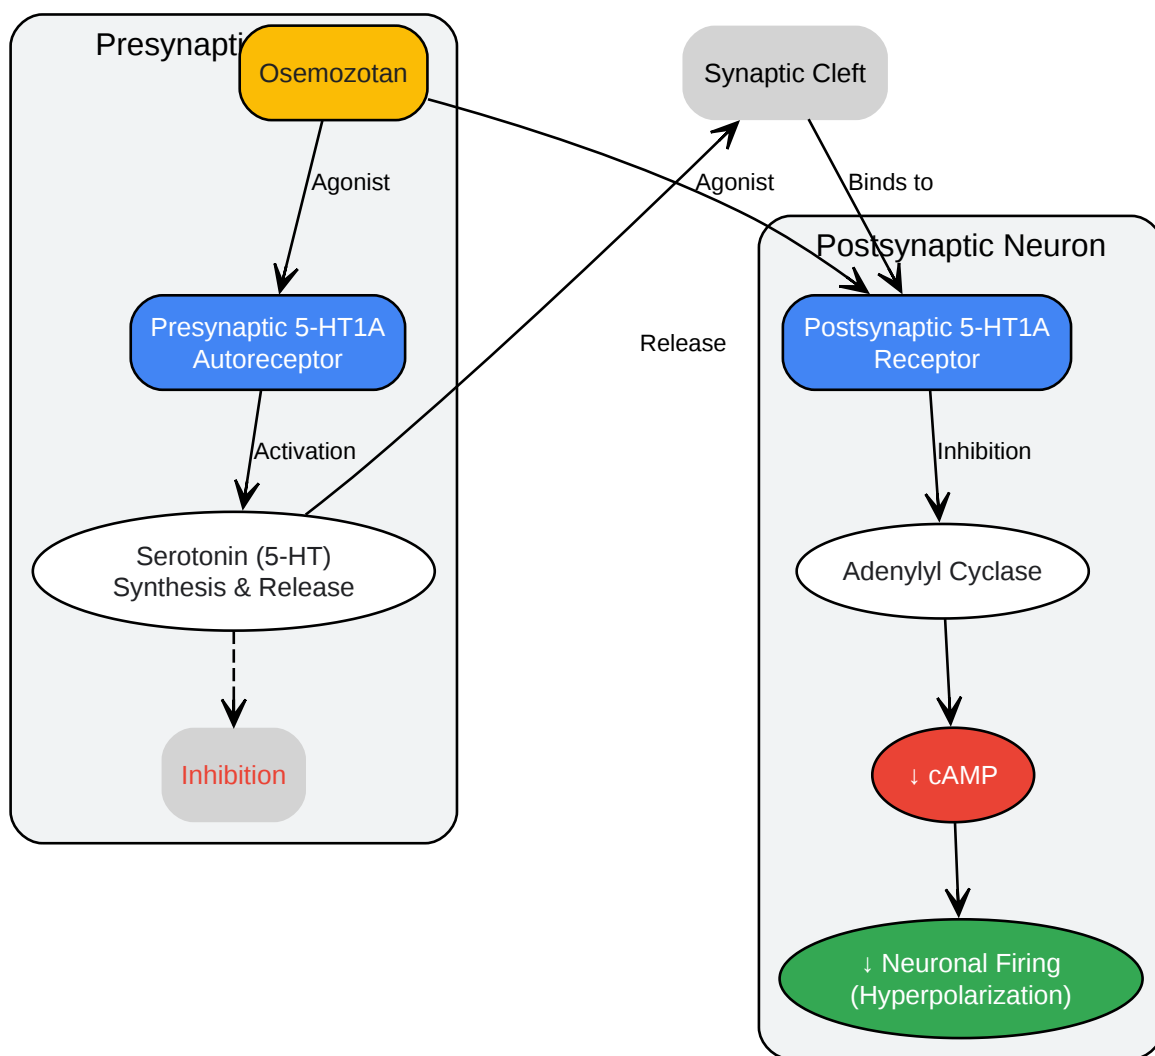 Presynapti
Osemozotan
Synaptic Cleft
Agonist
Agonist
Binds to
Postsynaptic Neuron
Presynaptic 5-HT1A
Autoreceptor
Release
Postsynaptic 5-HT1A
Receptor
Activation
Inhibition
Serotonin (5-HT)
Synthesis & Release
Adenylyl Cyclase
Inhibition
↓ cAMP
↓ Neuronal Firing
(Hyperpolarization)